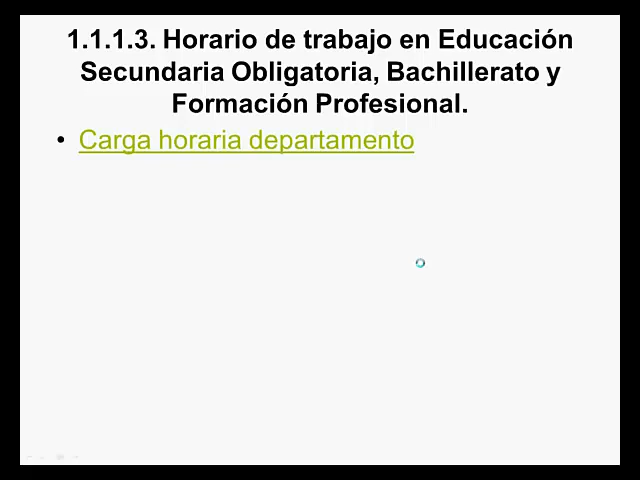 1.1.1.3. Horario de trabajo en Educación
Secundaria Obligatoria, Bachillerato y
Formación Profesional.
• Carga horaria departamento